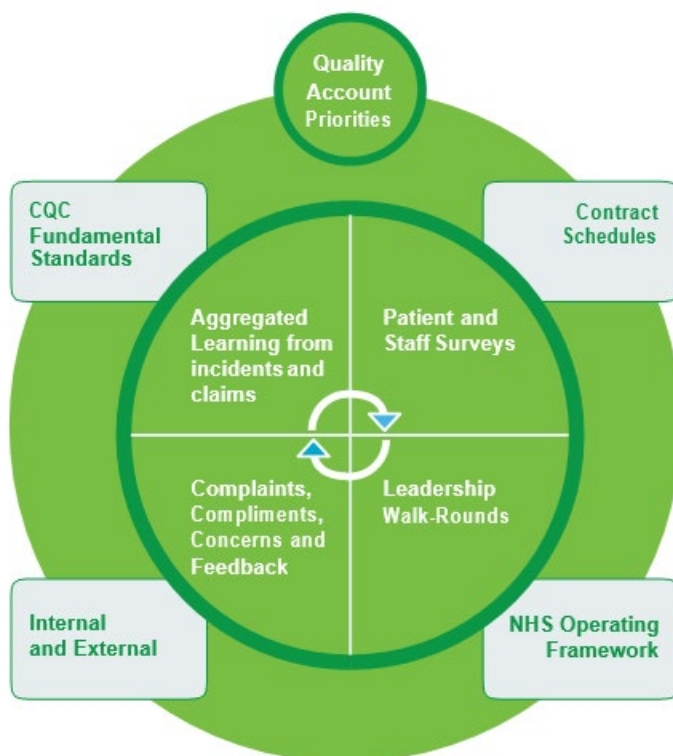 Quality
Account
Priorities
CQC
Fundamental
Standards
Contract
Schedules
Aggregated
Learning from
incidents and
claims
Patient and
Staff Surveys
Complaints,
Compliments,
Concerns and
Feedback
Leadership
Walk-Rounds
Internal
and External
NHS Operating
Framework